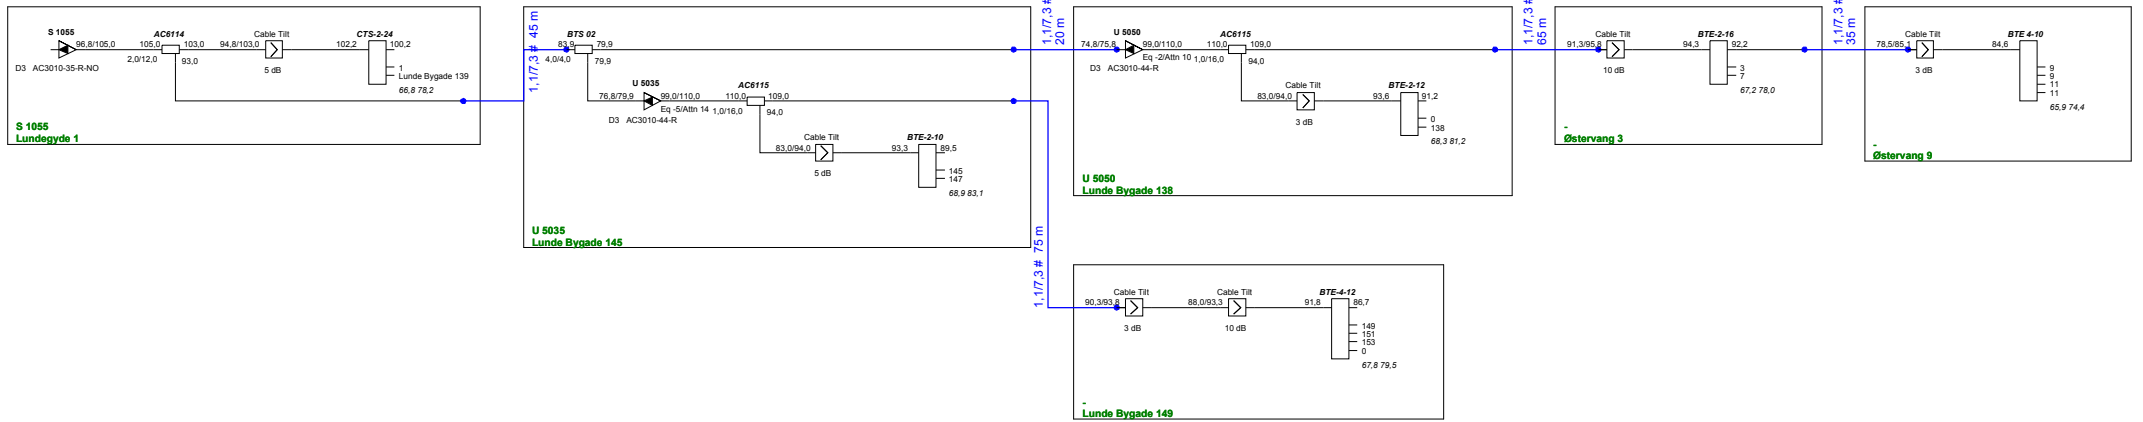 S 1055
96,8/105,0
D3 AC3010-35-R-NO
AC6114
105,0
103,0
2,0/12,0
93,0
Cable Tilt
94,8/103,0
5 dB
CTS-2-24
102,2
100,2
1
Lunde Bygade 139
66,8 78,2
S 1055
Lundegyde 1
1,1/7,3 # 45 m
BTS 02
83,9
79,9
4,0/4,0
79,9
U 5035
76,8/79,9
99,0/110,0
Eq -5/Attn 14
D3 AC3010-44-R
AC6115
110,0
109,0
1,0/16,0
94,0
Cable Tilt
83,0/94,0
5 dB
BTE-2-10
93,3
89,5
145
147
68,9 83,1
U 5035
Lunde Bygade 145
1,1/7,3 #
20 m
1,1/7,3 # 75 m
U 5050
74,8/75,8
99,0/110,0
Eq -2/Attn 10
D3 AC3010-44-R
AC6115
110,0
109,0
1,0/16,0
94,0
Cable Tilt
83,0/94,0
3 dB
BTE-2-12
93,6
91,2
0
138
68,3 81,2
U 5050
Lunde Bygade 138
Cable Tilt
90,3/93,8
3 dB
Cable Tilt
88,0/93,3
10 dB
BTE-4-12
91,8
86,7
149
151
153
0
67,8 79,5
-
Lunde Bygade 149
1,1/7,3 #
65 m
Cable Tilt
91,3/95,8
10 dB
BTE-2-16
94,3
92,2
3
7
67,2 78,0
-
Østervang 3
1,1/7,3 #
35 m
Cable Tilt
78,5/85,1
3 dB
BTE 4-10
84,6
9
9
11
11
65,9 74,4
-
Østervang 9